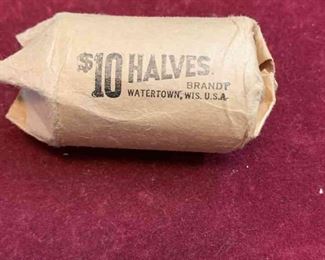 $10 HALVES.
BRANDT
WATERTOWN, WIS. U.S.A.